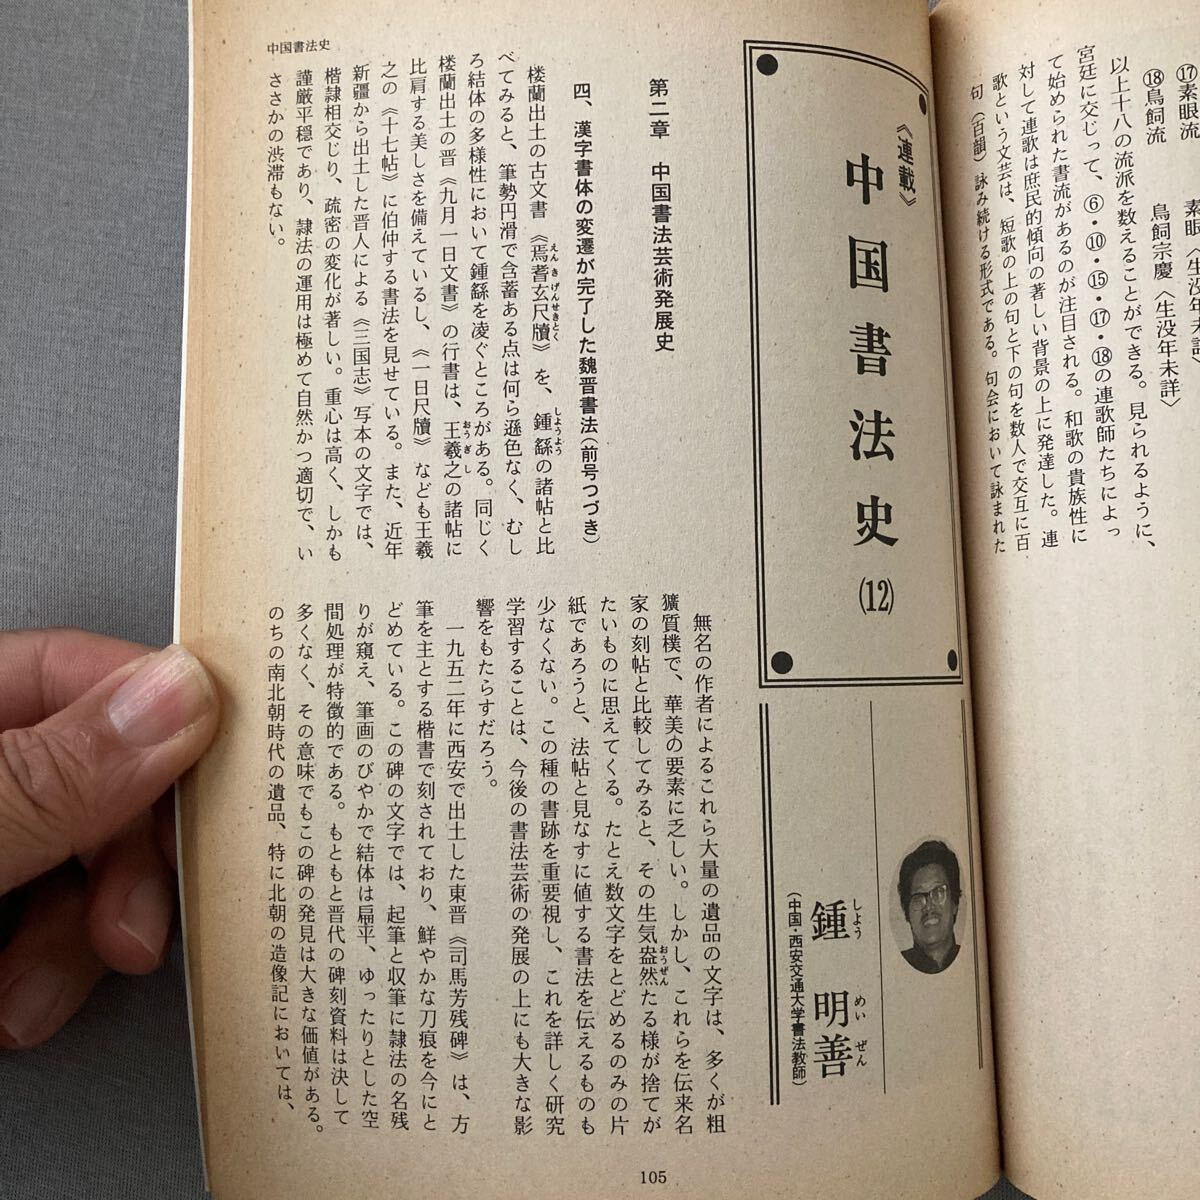 ⑰素眼流
⑱鳥飼流　鳥飼宗慶〈生没年未詳〉
以上十八の流派を数えることができる。見られるように、
宮廷に交じって、⑥・⑩・⑮・⑰・⑱の連歌師たちによっ
て始められた書流があるのが注目される。和歌の貴族性に
対して連歌は庶民的傾向の著しい背景の上に発達した。連
歌という文芸は、短歌の上の句と下の句を数人で交互に百
句（百韻）詠み続ける形式である。句会において詠まれた
《連載》
中国書法史⑿
鍾明善
しよう　めい　ぜん
（中国・西安交通大学書法教師）
第二章　中国書法芸術発展史
四、漢字書体の変遷が完了した魏晋書法（前号つづき）
楼蘭出土の古文書《焉耆玄尺牘》を、鍾繇の諸帖と比
えんきげんせきとく　しようよう
べてみると、筆勢円滑で含蓄ある点は何ら遜色なく、むし
ろ結体の多様性において鍾繇を凌ぐところがある。同じく
楼蘭出土の晋《九月一日文書》の行書は、王羲之の諸帖に
おうぎし
比肩する美しさを備えているし、《一日尺牘》なども王羲
之の《十七帖》に伯仲する書法を見せている。また、近年
新疆から出土した晋人による《三国志》写本の文字では、
楷隷相交じり、疏密の変化が著しい。重心は高く、しかも
謹厳平穏であり、隷法の運用は極めて自然かつ適切で、い
ささかの渋滞もない。
無名の作者によるこれら大量の遺品の文字は、多くが粗
獷質樸で、華美の要素に乏しい。しかし、これらを伝来名
家の刻帖と比較してみると、その生気盎然たる様が捨てが
おうぜん
たいものに思えてくる。たとえ数文字をとどめるのみの片
紙であろうと、法帖と見なすに値する書法を伝えるものも
少なくない。この種の書跡を重要視し、これを詳しく研究
学習することは、今後の書法芸術の発展の上にも大きな影
響をもたらすだろう。
一九五二年に西安で出土した東晋《司馬芳残碑》は、方
筆を主とする楷書で刻されており、鮮やかな刀痕を今にと
どめている。この碑の文字では、起筆と収筆に隷法の名残
りが窺え、筆画のびやかで結体は扁平、ゆったりとした空
間処理が特徴的である。もともと晋代の碑刻資料は決して
多くなく、その意味でもこの碑の発見は大きな価値がある。
のちの南北朝時代の遺品、特に北朝の造像記においては、
中国書法史
105